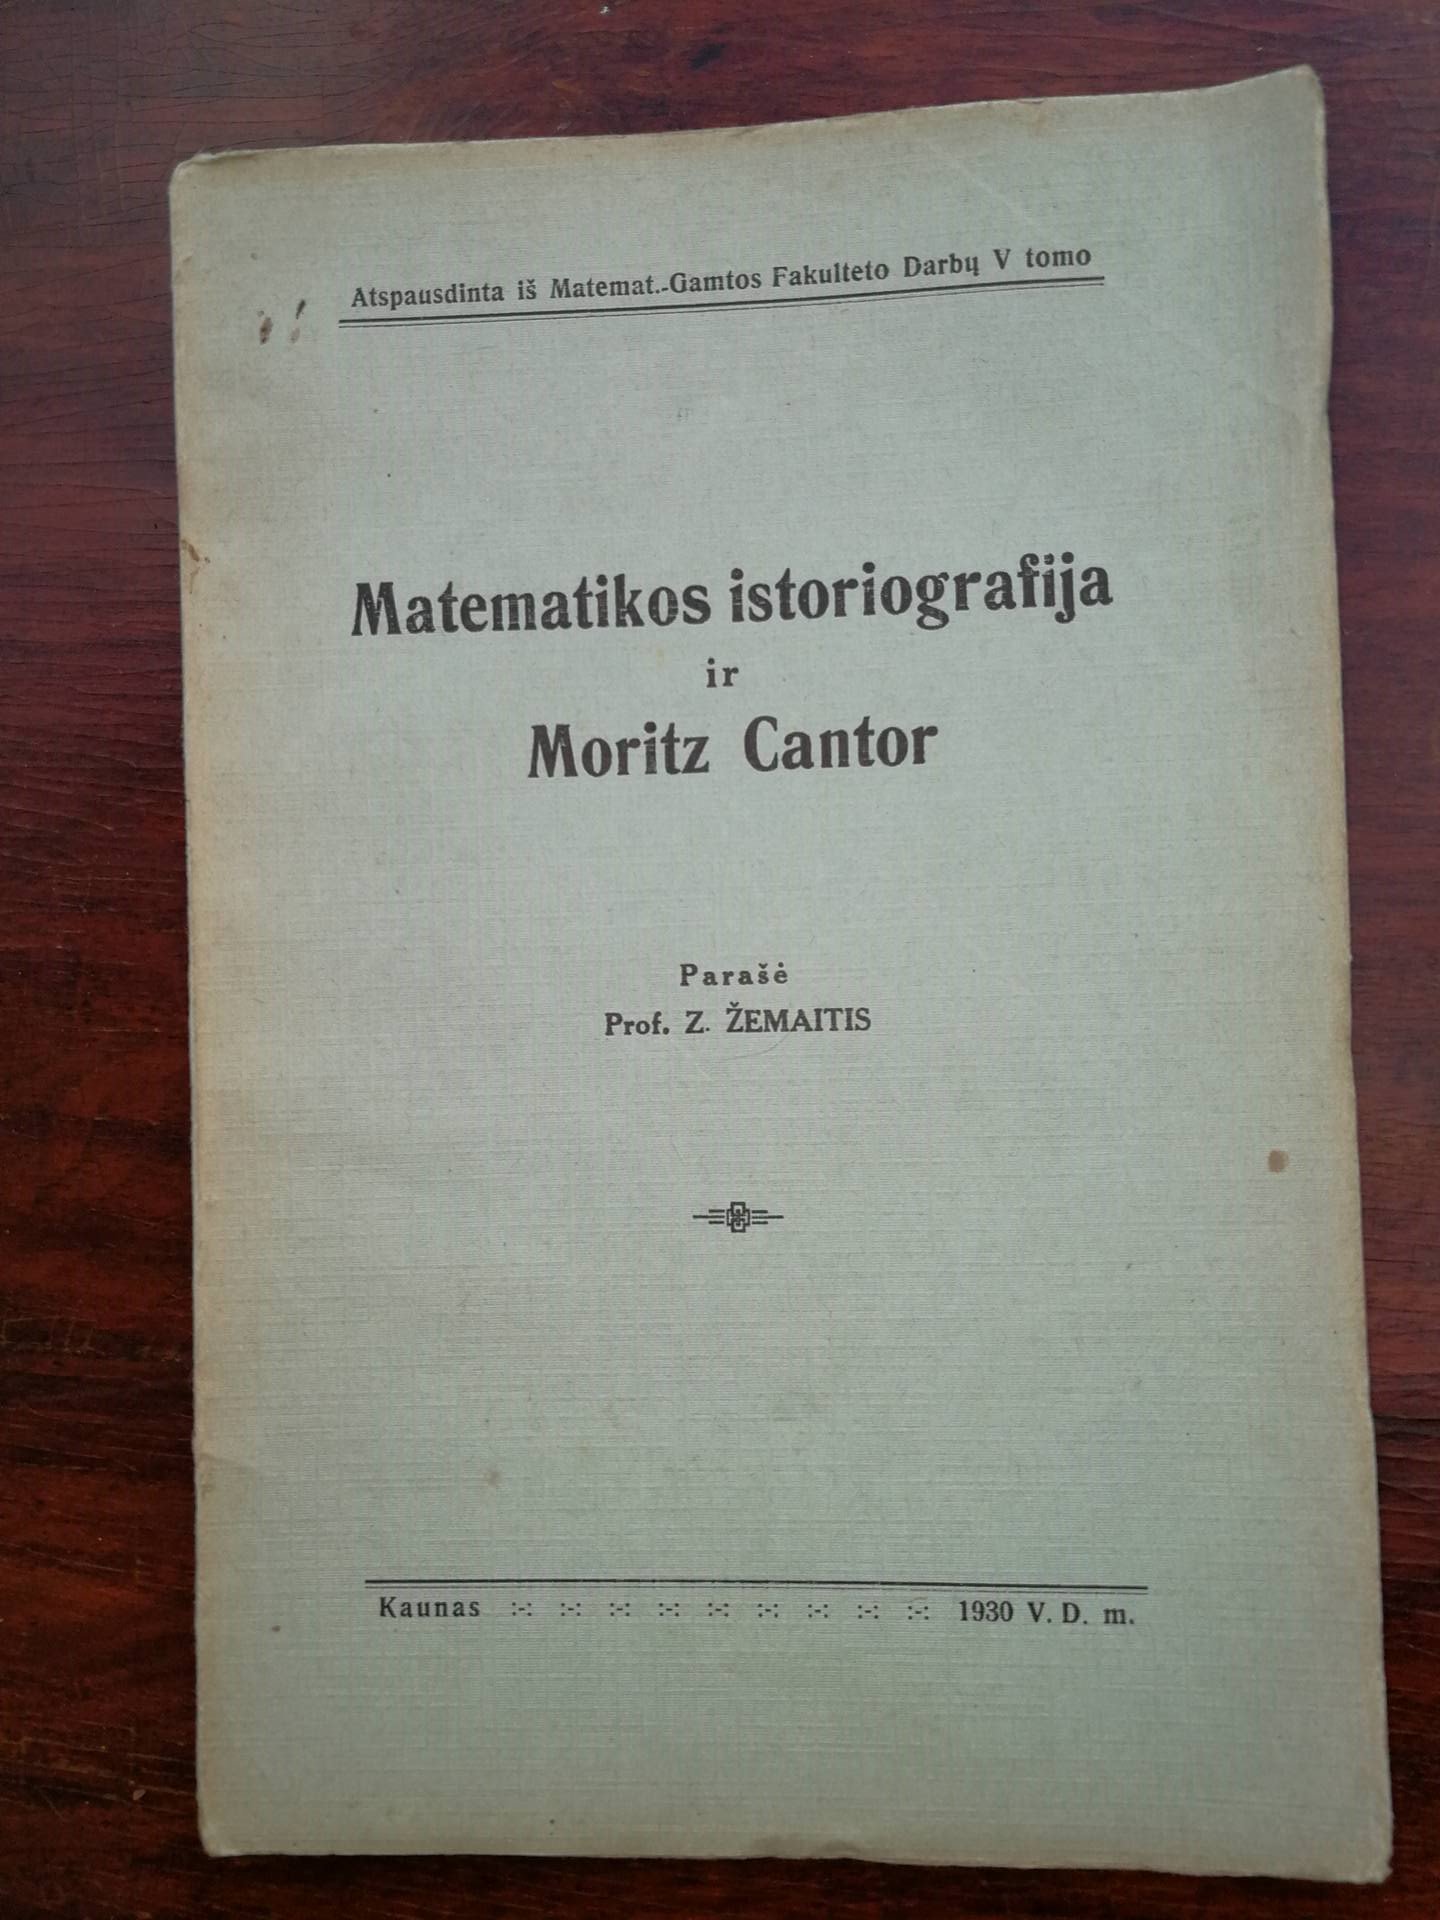 Atspausdinta iš Matemat.-Gamtos Fakulteto Darbų V tomo
Matematikos istoriografija
ir
Moritz Cantor
Parašė
Prof. Z. ŽEMAITIS
Kaunas :-: :-: :-: :-: :-: :-: :-: :-: :-: 1930 V. D. m.